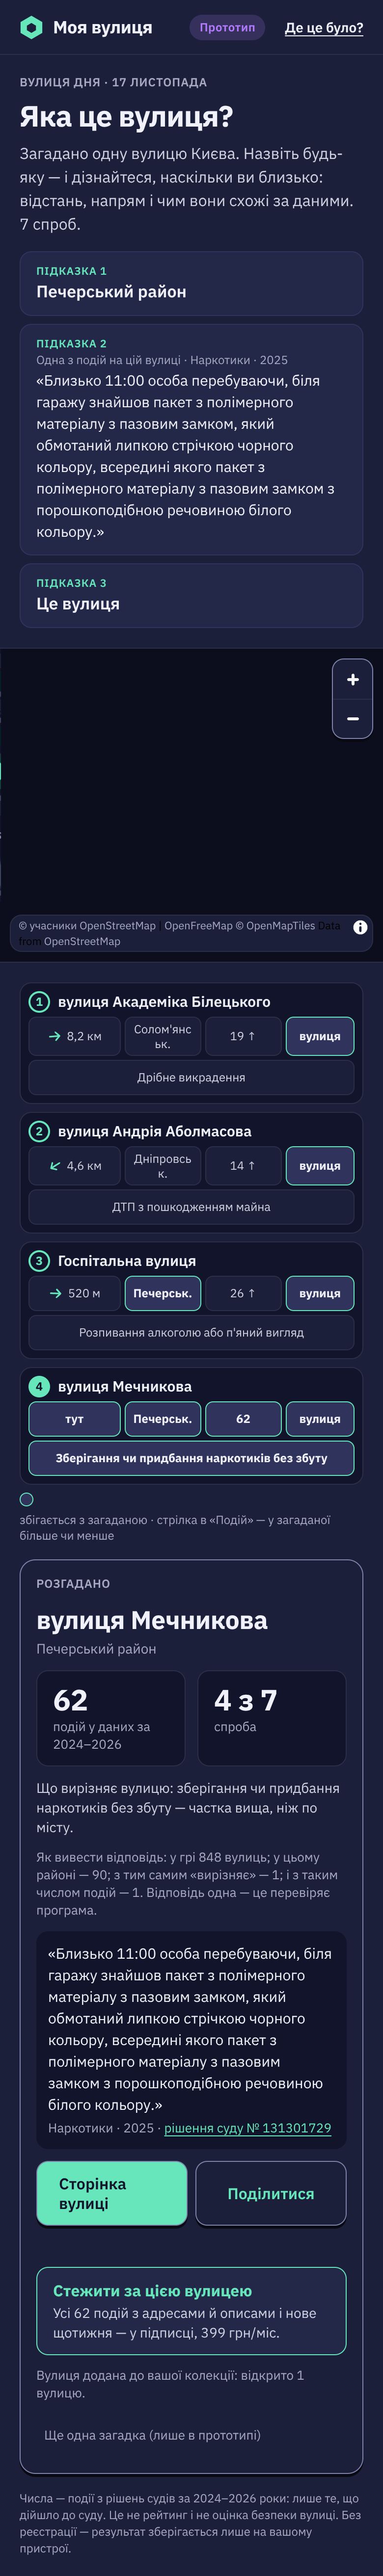 Моя вулиця
Прототип
Де це було?
ВУЛИЦЯ ДНЯ · 17 ЛИСТОПАДА
Яка це вулиця?
Загадано одну вулицю Києва. Назвіть будь-
яку — і дізнайтеся, наскільки ви близько:
відстань, напрям і чим вони схожі за даними.
7 спроб.
ПІДКАЗКА 1
Печерський район
ПІДКАЗКА 2
Одна з подій на цій вулиці · Наркотики · 2025
«Близько 11:00 особа перебуваючи, біля
гаражу знайшов пакет з полімерного
матеріалу з пазовим замком, який
обмотаний липкою стрічкою чорного
кольору, всередині якого пакет з
полімерного матеріалу з пазовим замком з
порошкоподібною речовиною білого
кольору.»
ПІДКАЗКА 3
Це вулиця
+
−
© учасники OpenStreetMap | OpenFreeMap © OpenMapTiles Data
from OpenStreetMap
1 вулиця Академіка Білецького
→ 8,2 км
Солом'янс
ьк.
19 ↑
вулиця
Дрібне викрадення
2 вулиця Андрія Аболмасова
↙ 4,6 км
Дніпровсь
к.
14 ↑
вулиця
ДТП з пошкодженням майна
3 Госпітальна вулиця
→ 520 м
Печерськ.
26 ↑
вулиця
Розпивання алкоголю або п'яний вигляд
4 вулиця Мечникова
тут
Печерськ.
62
вулиця
Зберігання чи придбання наркотиків без збуту
збігається з загаданою · стрілка в «Подій» — у загаданої
більше чи менше
РОЗГАДАНО
вулиця Мечникова
Печерський район
62
подій у даних за
2024–2026
4 з 7
спроба
Що вирізняє вулицю: зберігання чи придбання
наркотиків без збуту — частка вища, ніж по
місту.
Як вивести відповідь: у грі 848 вулиць; у цьому
районі — 90; з тим самим «вирізняє» — 1; і з таким
числом подій — 1. Відповідь одна — це перевіряє
програма.
«Близько 11:00 особа перебуваючи, біля
гаражу знайшов пакет з полімерного
матеріалу з пазовим замком, який
обмотаний липкою стрічкою чорного
кольору, всередині якого пакет з
полімерного матеріалу з пазовим
замком з порошкоподібною речовиною
білого кольору.»
Наркотики · 2025 · рішення суду № 131301729
Сторінка
вулиці
Поділитися
Стежити за цією вулицею
Усі 62 подій з адресами й описами і нове
щотижня — у підписці, 399 грн/міс.
Вулиця додана до вашої колекції: відкрито 1
вулицю.
Ще одна загадка (лише в прототипі)
Числа — події з рішень судів за 2024–2026 роки: лише те, що
дійшло до суду. Це не рейтинг і не оцінка безпеки вулиці. Без
реєстрації — результат зберігається лише на вашому
пристрої.